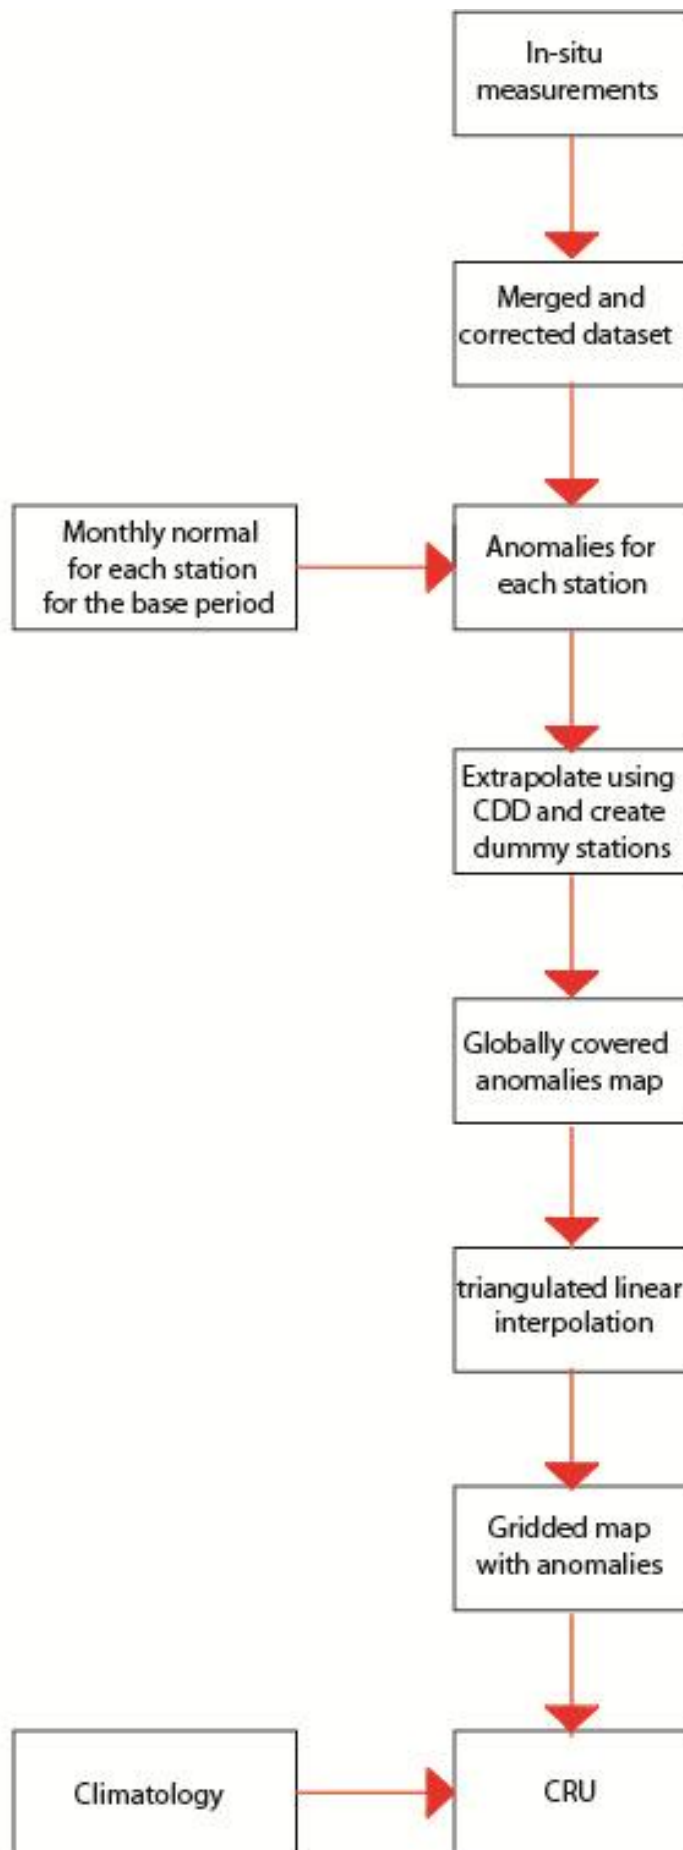 In-situ
measurements
Merged and
corrected dataset
Monthly normal
for each station
for the base period
Anomalies for
each station
Extrapolate using
CDD and create
dummy stations
Globally covered
anomalies map
triangulated linear
interpolation
Gridded map
with anomalies
Climatology
CRU